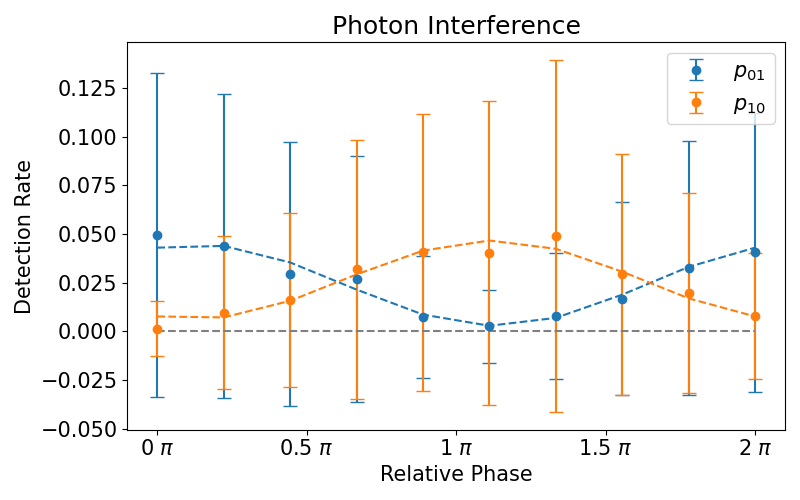 Photon Interference
Detection Rate
0.125
0.100
0.075
0.050
0.025
0.000
−0.025
−0.050
p01
p10
0 π
0.5 π
1 π
1.5 π
2 π
Relative Phase